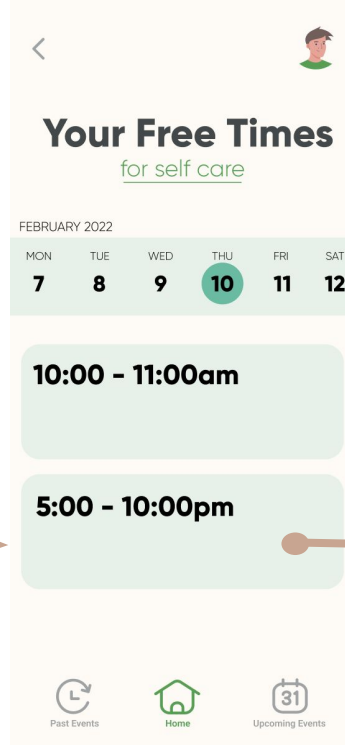 Your Free Times
for self care
FEBRUARY 2022
MON TUE WED THU FRI SAT
7 8 9 10 11 12
10:00 - 11:00am
5:00 - 10:00pm
31
Past Events Home Upcoming Events